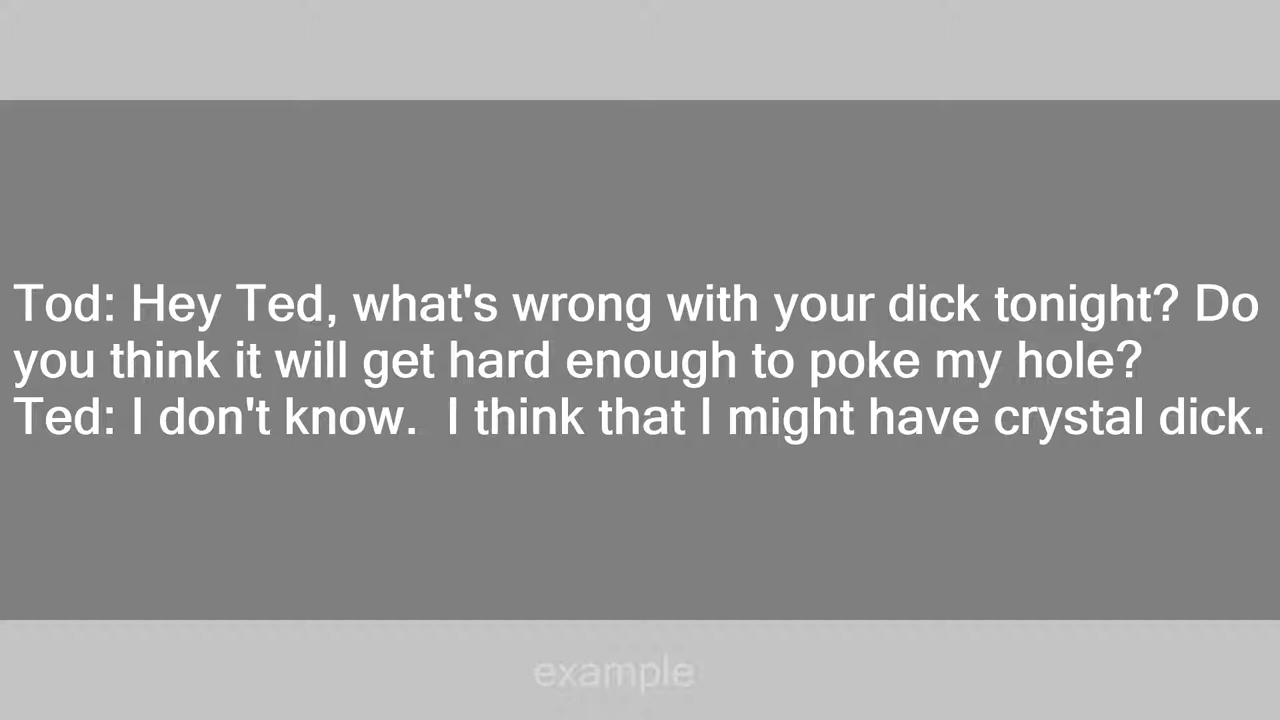 Tod: Hey Ted, what's wrong with your dick tonight? Do
you think it will get hard enough to poke my hole?
Ted: I don't know.  I think that I might have crystal dick.
example